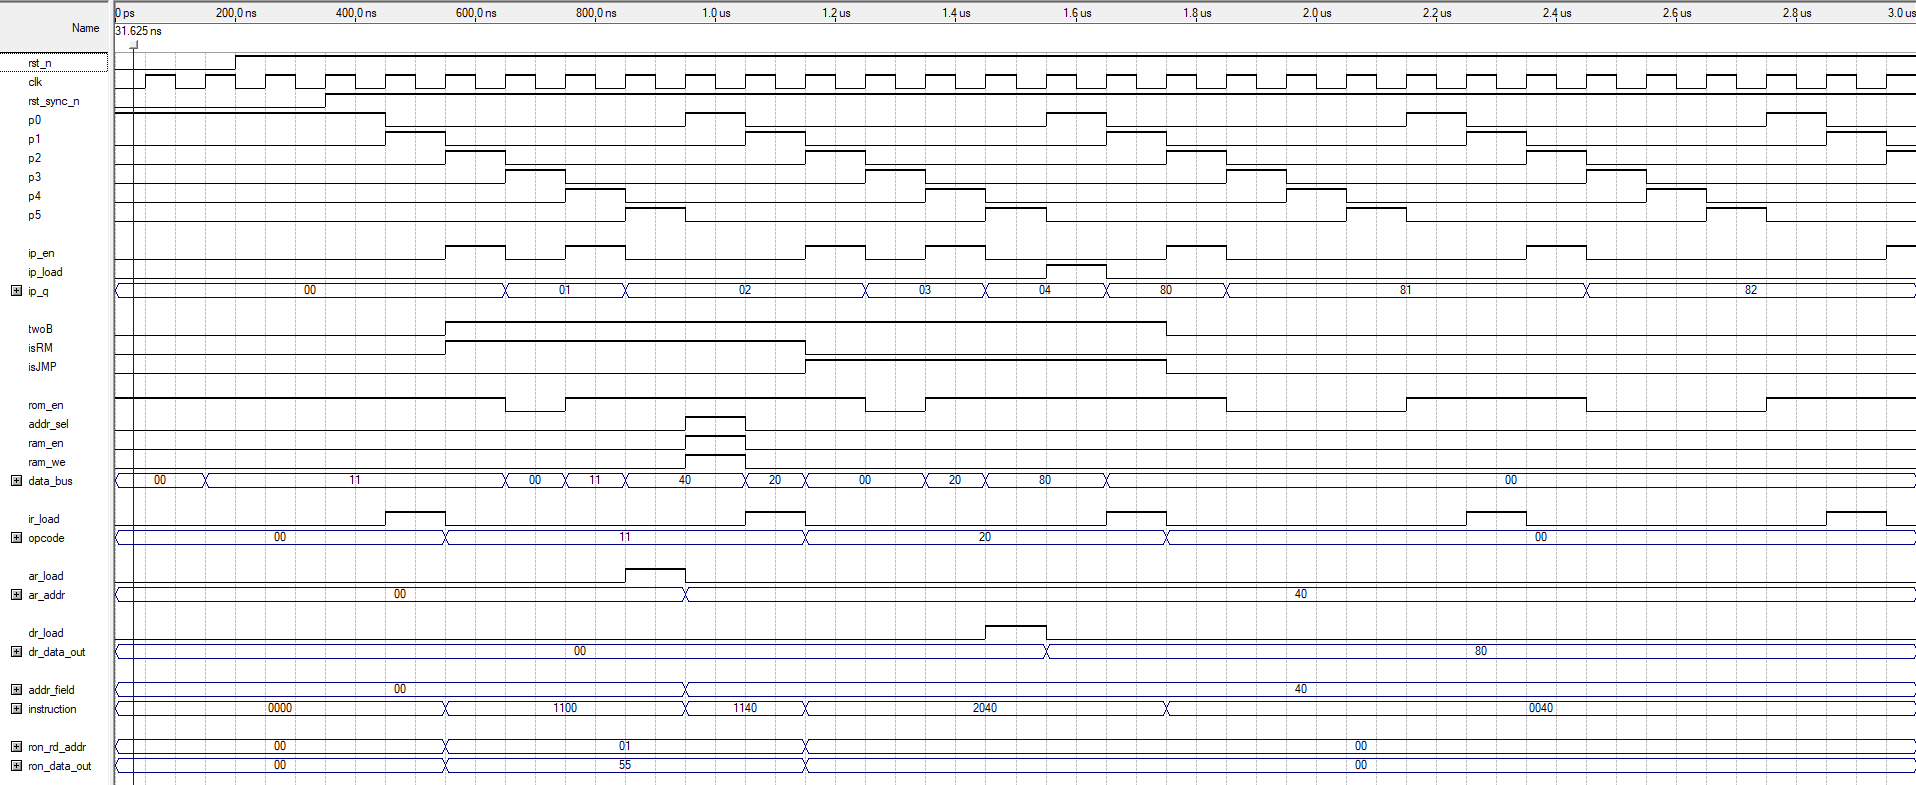 Name
0 ps 200.0 ns 400.0 ns 600.0 ns 800.0 ns 1.0 us 1.2 us 1.4 us 1.6 us 1.8 us 2.0 us 2.2 us 2.4 us 2.6 us 2.8 us 3.0 us
31.625 ns
rst_n
clk
rst_sync_n
p0
p1
p2
p3
p4
p5
ip_en
ip_load
ip_q 00 01 02 03 04 80 81 82
twoB
isRM
isJMP
rom_en
addr_sel
ram_en
ram_we
data_bus 00 11 00 11 40 20 00 20 80 00
ir_load
opcode 00 11 20 00
ar_load
ar_addr 00 40
dr_load
dr_data_out 00 80
addr_field 00 40
instruction 0000 1100 1140 2040 0040
ron_rd_addr 00 01 00
ron_data_out 00 55 00